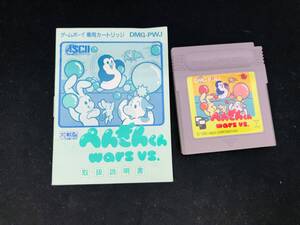 ゲームボーイ専用カートリッジ DMG-PWJ
ASCII
ぺんぎんくん
wars vs.
取扱説明書
ぺんぎんくん
wars vs.